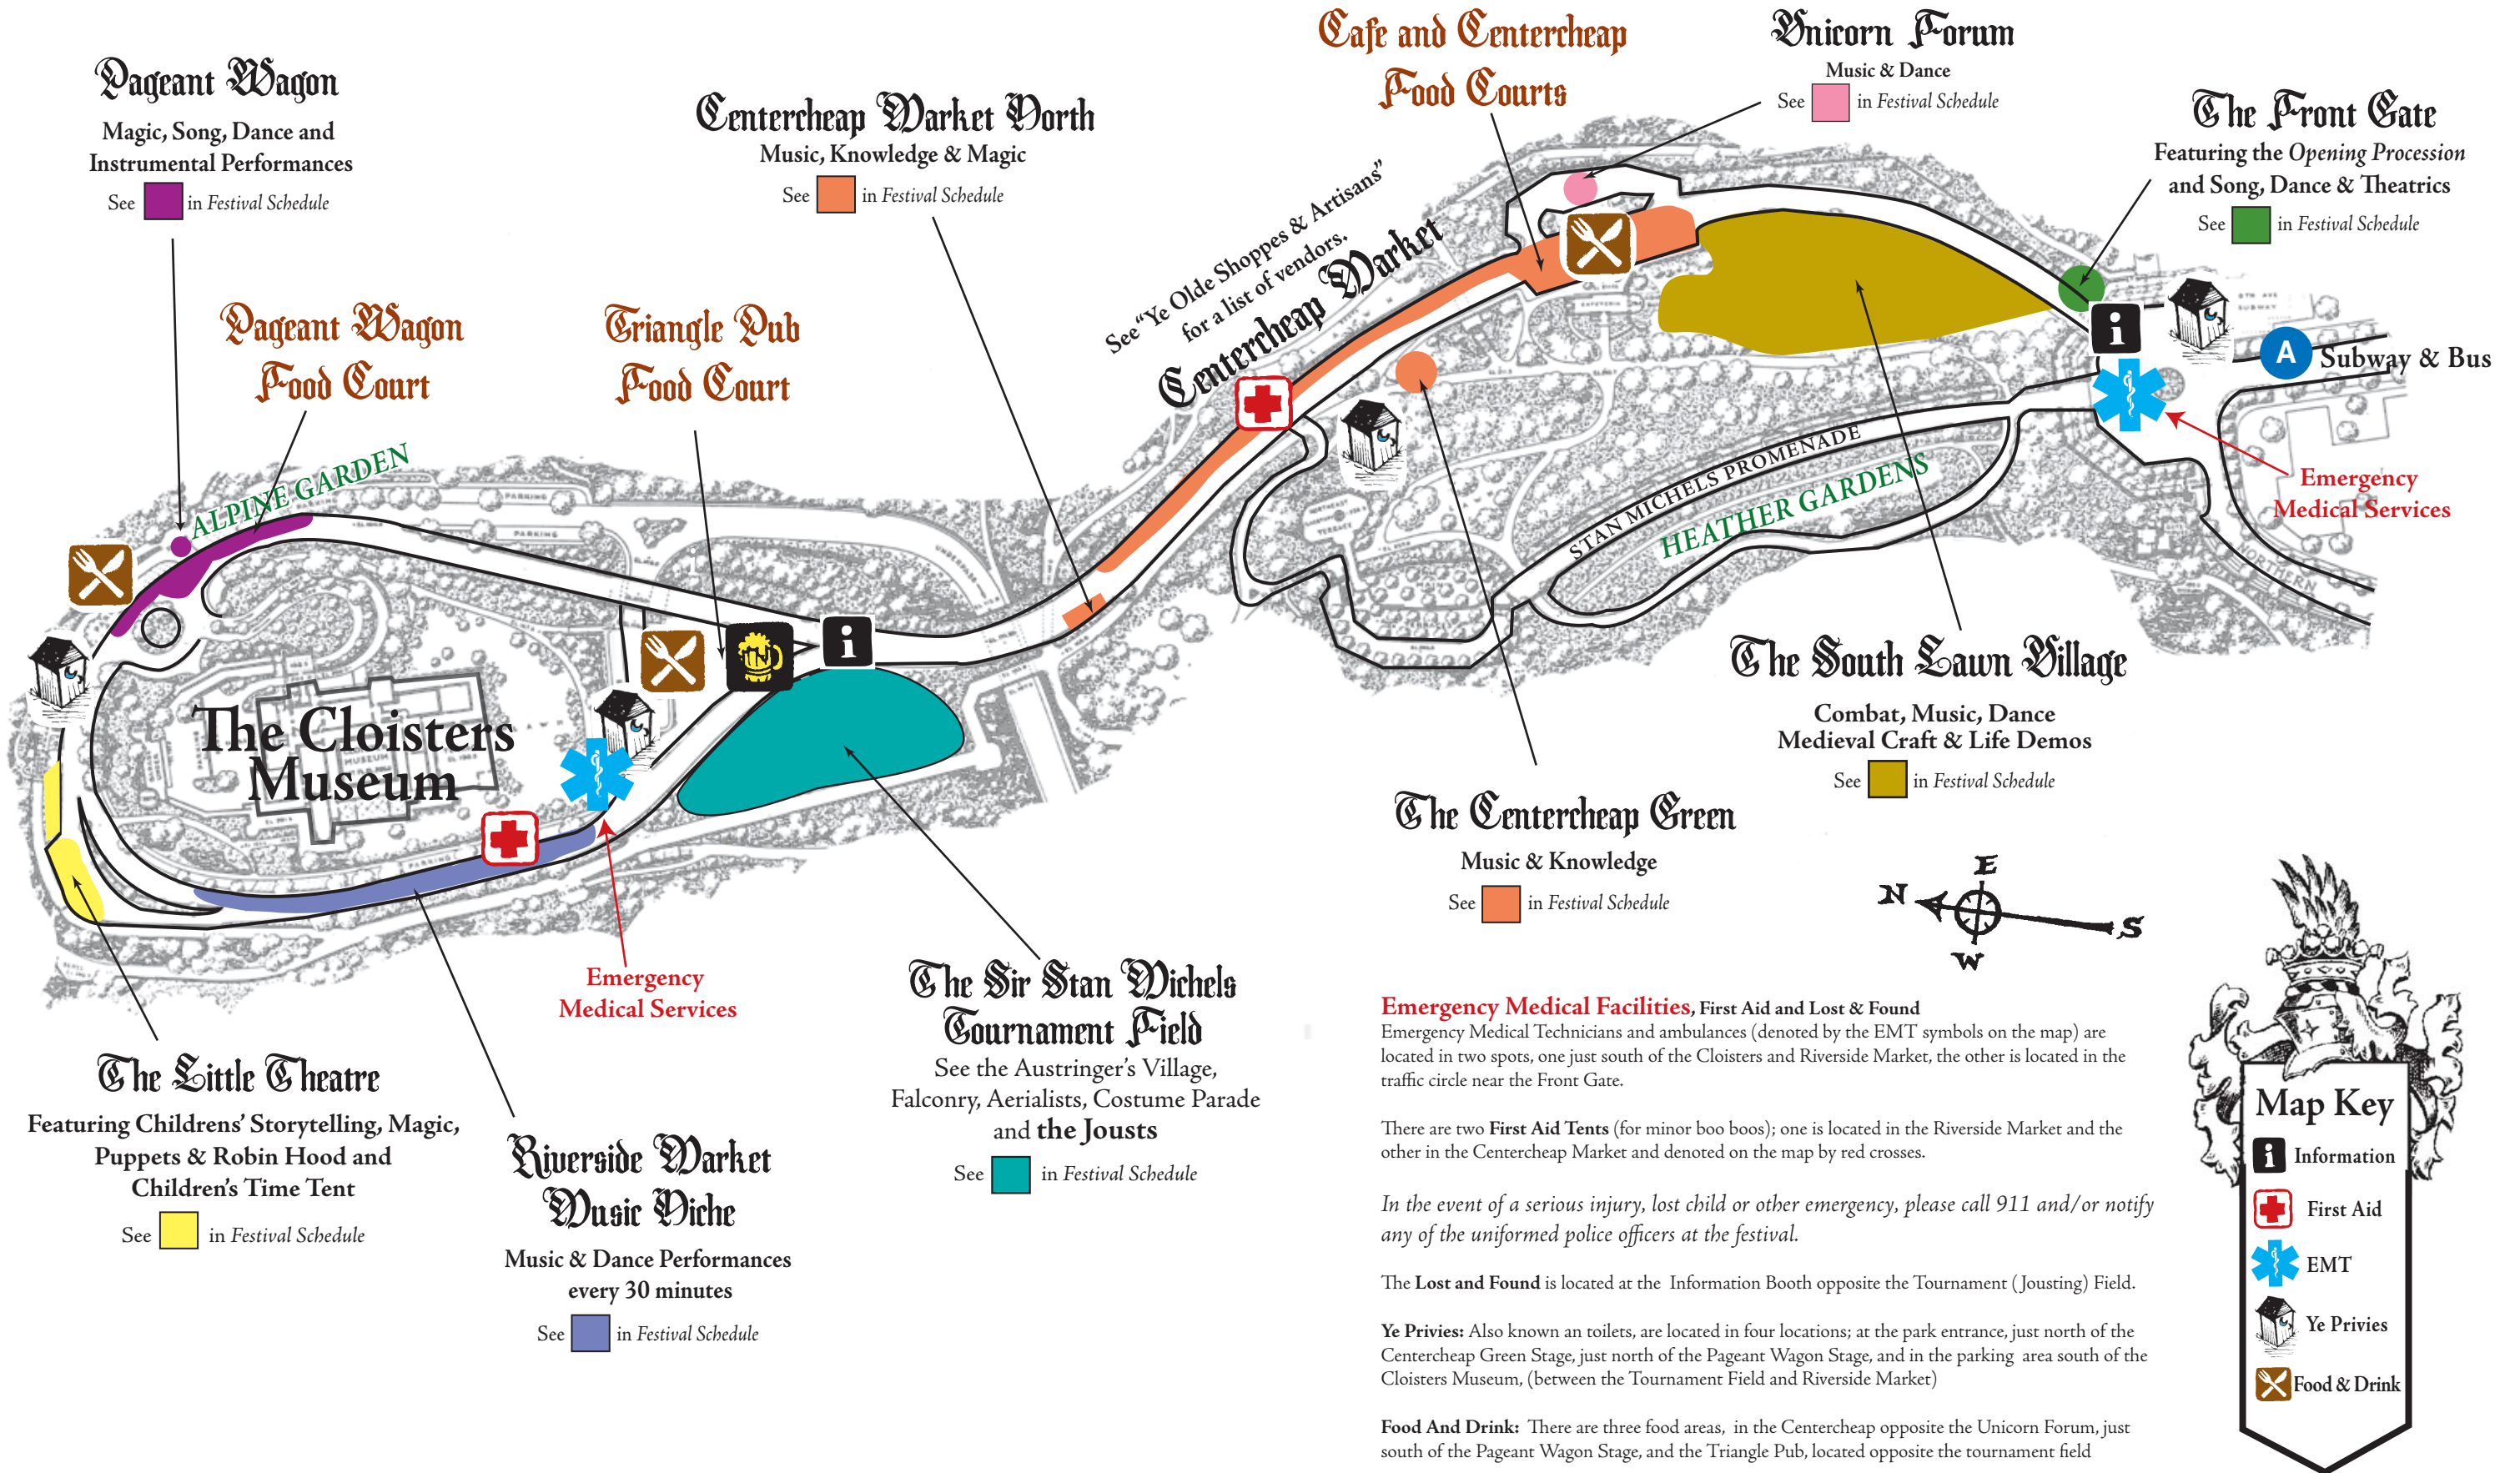 Pageant Wagon
Magic, Song, Dance and
Instrumental Performances
See in Festival Schedule
Pageant Wagon
Food Court
Triangle Pub
Food Court
Centercheap Market North
Music, Knowledge & Magic
See in Festival Schedule
See "Ye Olde Shoppes & Artisans"
for a list of vendors.
Centercheap Market
Cafe and Centercheap
Food Courts
Unicorn Forum
Music & Dance
See in Festival Schedule
The Front Gate
Featuring the Opening Procession
and Song, Dance & Theatrics
See in Festival Schedule
8TH AVE
SUBWAY
A Subway & Bus
i
Emergency
Medical Services
NORTHERN
CAFETERIA
STAN MICHELS PROMENADE
HEATHER GARDENS
ALPINE GARDEN
PARKING
PARKING
UNDERPASS
i
INN
The Cloisters
Museum
MUSEUM
PARKING
The South Lawn Village
Combat, Music, Dance
Medieval Craft & Life Demos
See in Festival Schedule
The Centercheap Green
Music & Knowledge
See in Festival Schedule
N E S W
Emergency
Medical Services
The Sir Stan Michels
Tournament Field
See the Austringer's Village,
Falconry, Aerialists, Costume Parade
and the Jousts
See in Festival Schedule
The Little Theatre
Featuring Childrens' Storytelling, Magic,
Puppets & Robin Hood and
Children's Time Tent
See in Festival Schedule
Riverside Market
Music Niche
Music & Dance Performances
every 30 minutes
See in Festival Schedule
Emergency Medical Facilities, First Aid and Lost & Found
Emergency Medical Technicians and ambulances (denoted by the EMT symbols on the map) are
located in two spots, one just south of the Cloisters and Riverside Market, the other is located in the
traffic circle near the Front Gate.
There are two First Aid Tents (for minor boo boos); one is located in the Riverside Market and the
other in the Centercheap Market and denoted on the map by red crosses.
In the event of a serious injury, lost child or other emergency, please call 911 and/or notify
any of the uniformed police officers at the festival.
The Lost and Found is located at the Information Booth opposite the Tournament (Jousting) Field.
Ye Privies: Also known an toilets, are located in four locations; at the park entrance, just north of the
Centercheap Green Stage, just north of the Pageant Wagon Stage, and in the parking area south of the
Cloisters Museum, (between the Tournament Field and Riverside Market)
Food And Drink: There are three food areas, in the Centercheap opposite the Unicorn Forum, just
south of the Pageant Wagon Stage, and the Triangle Pub, located opposite the tournament field
Map Key
i Information
First Aid
EMT
Ye Privies
Food & Drink